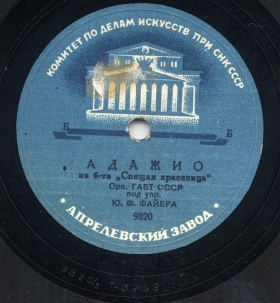 КОМИТЕТ ПО ДЕЛАМ ИСКУССТВ ПРИ СНК СССР
Б Б
АДАЖИО
из б-та „Спящая красавица"
Орк. ГАБТ СССР
под упр.
Ю. Ф. ФАЙЕРА
9820
· АПРЕЛЕВСКИЙ ЗАВОД ·